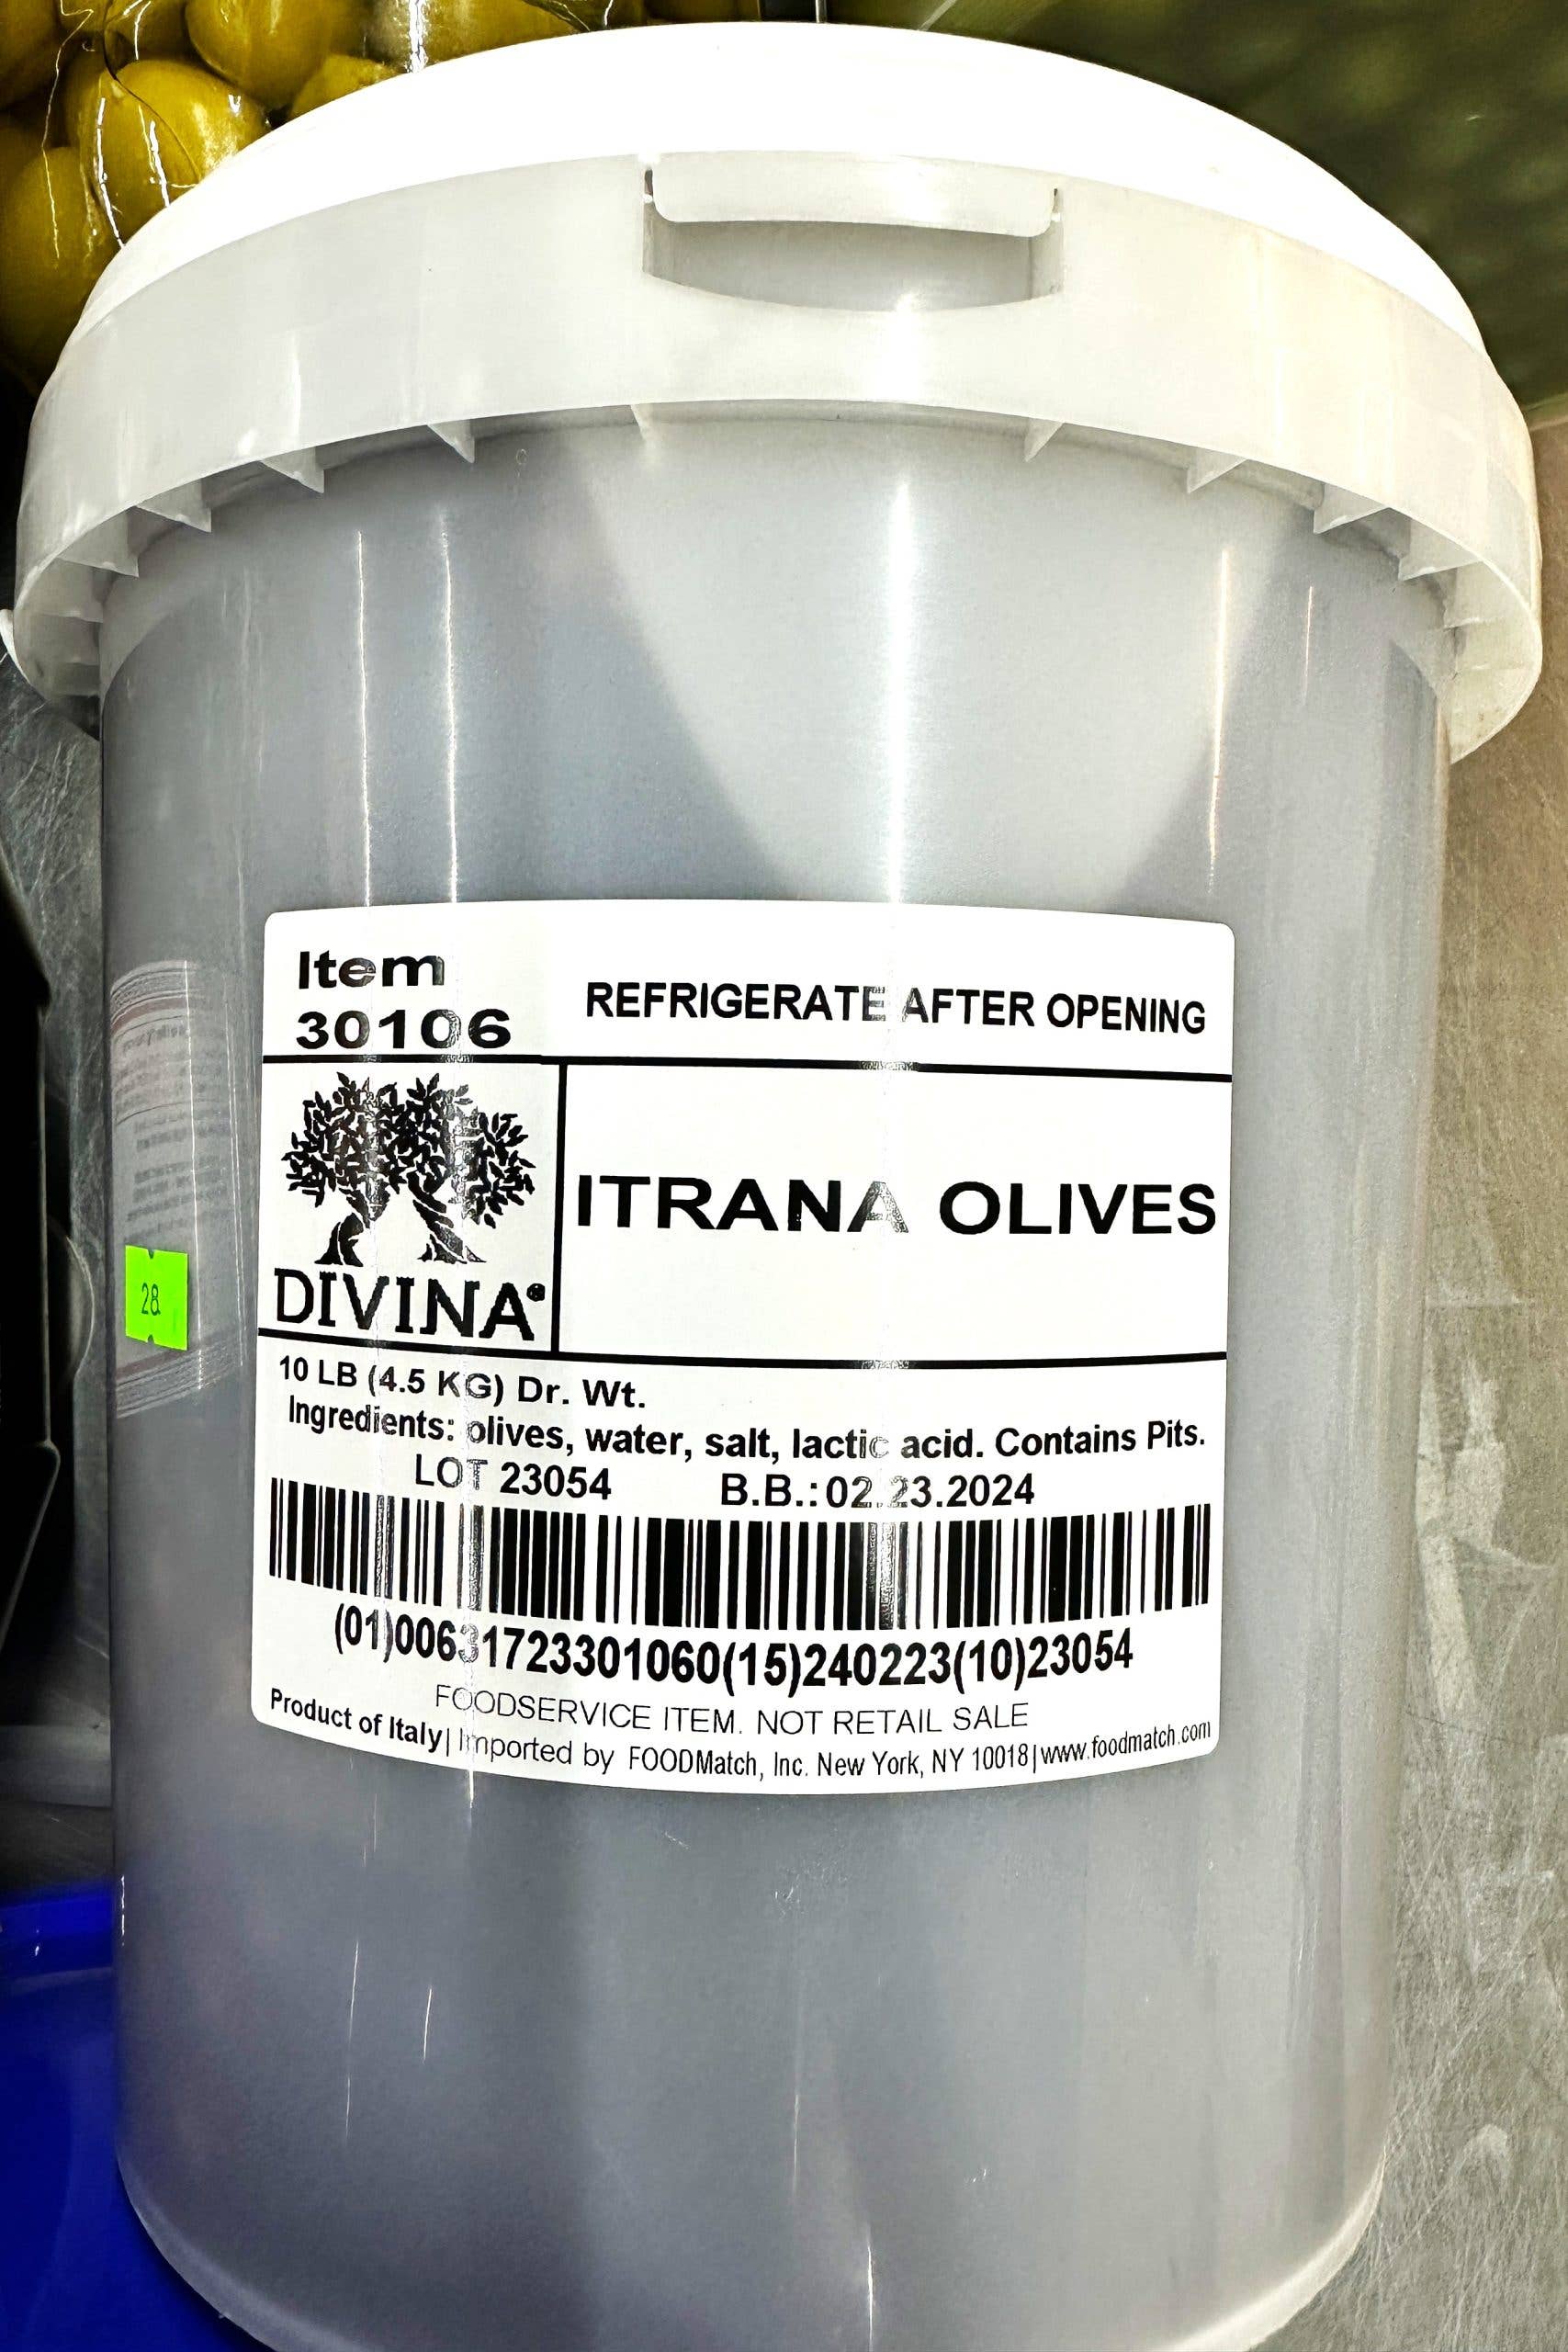 Item
30106
REFRIGERATE AFTER OPENING
DIVINA®
ITRANA OLIVES
28
10 LB (4.5 KG) Dr. Wt.
Ingredients: olives, water, salt, lactic acid. Contains Pits.
LOT 23054 B.B.:02.23.2024
(01)00631723301060(15)240223(10)23054
FOODSERVICE ITEM. NOT RETAIL SALE
Product of Italy| Imported by FOODMatch, Inc. New York, NY 10018|www.foodmatch.com